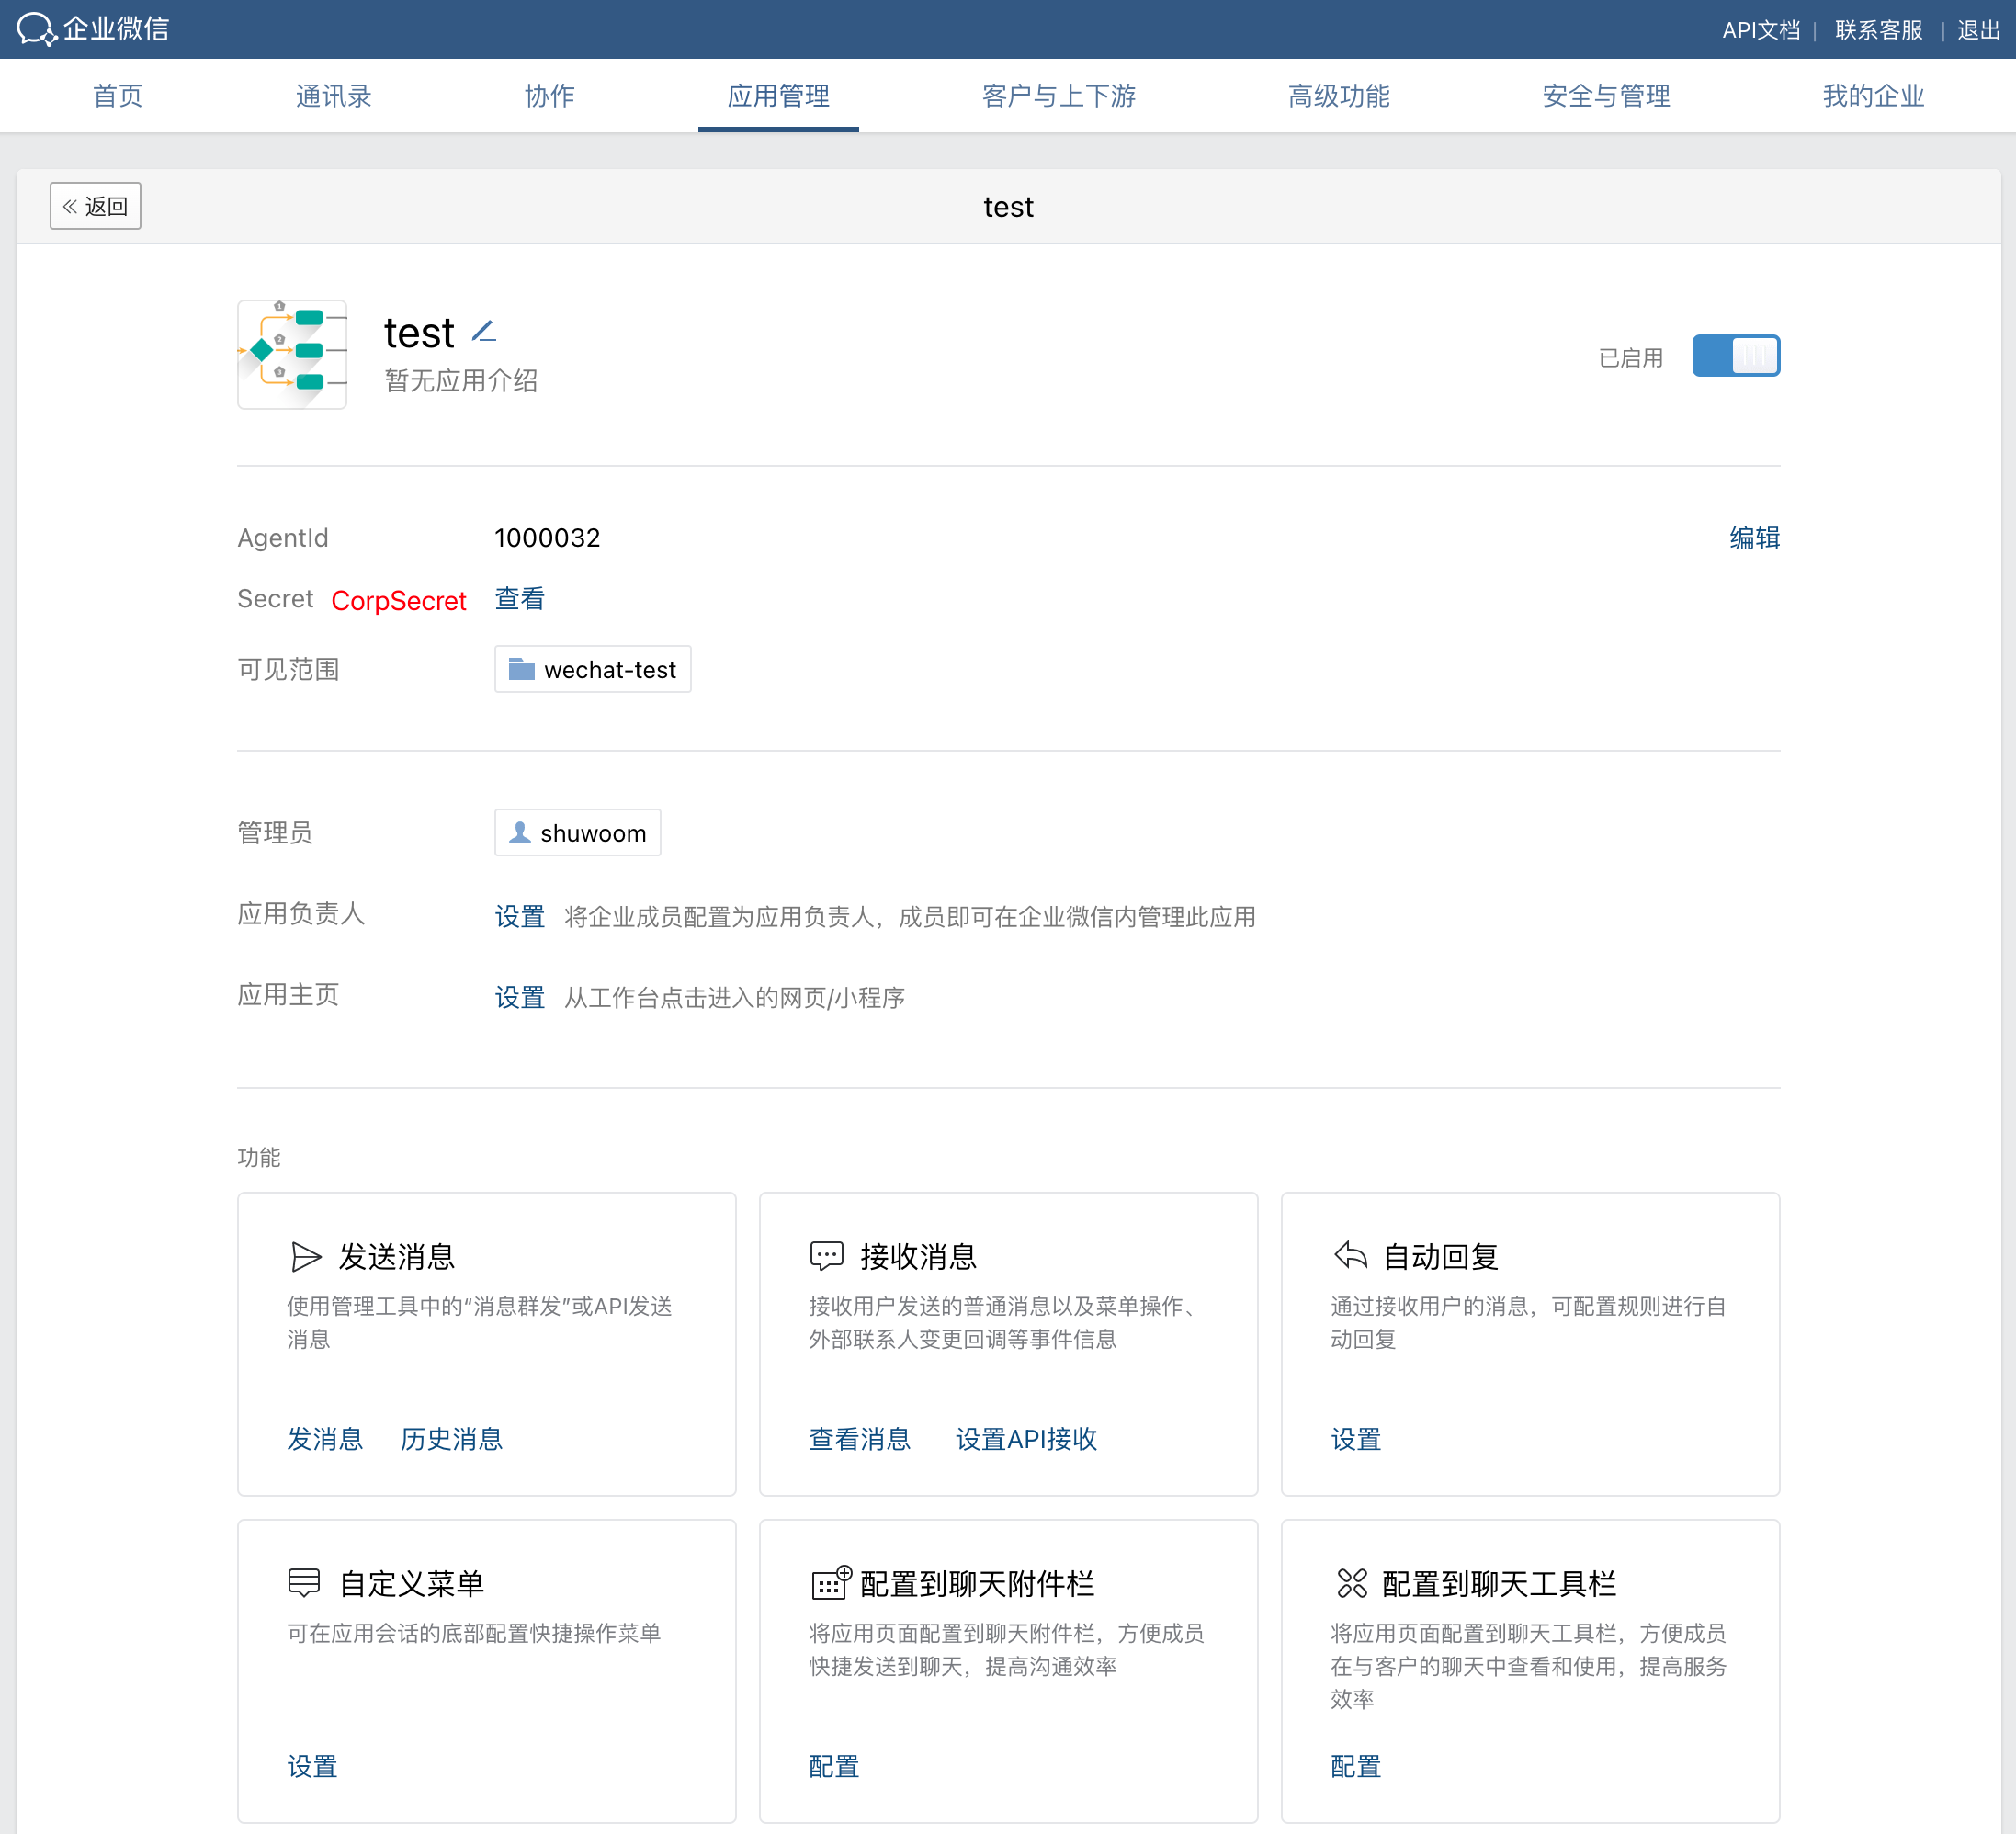 企业微信
API文档 | 联系客服 | 退出
首页 通讯录 协作 应用管理 客户与上下游 高级功能 安全与管理 我的企业
« 返回
test
1
2
3
test
暂无应用介绍
已启用
AgentId 1000032 编辑
Secret CorpSecret 查看
可见范围 wechat-test
管理员 shuwoom
应用负责人 设置 将企业成员配置为应用负责人，成员即可在企业微信内管理此应用
应用主页 设置 从工作台点击进入的网页/小程序
功能
发送消息
使用管理工具中的“消息群发”或API发送
消息
发消息 历史消息
接收消息
接收用户发送的普通消息以及菜单操作、
外部联系人变更回调等事件信息
查看消息 设置API接收
自动回复
通过接收用户的消息，可配置规则进行自
动回复
设置
自定义菜单
可在应用会话的底部配置快捷操作菜单
设置
配置到聊天附件栏
将应用页面配置到聊天附件栏，方便成员
快捷发送到聊天，提高沟通效率
配置
配置到聊天工具栏
将应用页面配置到聊天工具栏，方便成员
在与客户的聊天中查看和使用，提高服务
效率
配置